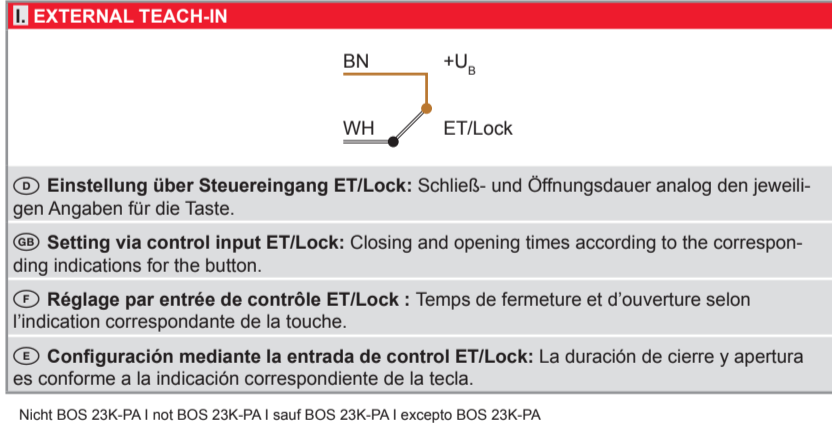 I. EXTERNAL TEACH-IN
BN +UB
WH ET/Lock
D Einstellung über Steuereingang ET/Lock: Schließ- und Öffnungsdauer analog den jeweili-
gen Angaben für die Taste.
GB Setting via control input ET/Lock: Closing and opening times according to the correspon-
ding indications for the button.
F Réglage par entrée de contrôle ET/Lock : Temps de fermeture et d'ouverture selon
l'indication correspondante de la touche.
E Configuración mediante la entrada de control ET/Lock: La duración de cierre y apertura
es conforme a la indicación correspondiente de la tecla.
Nicht BOS 23K-PA I not BOS 23K-PA I sauf BOS 23K-PA I excepto BOS 23K-PA